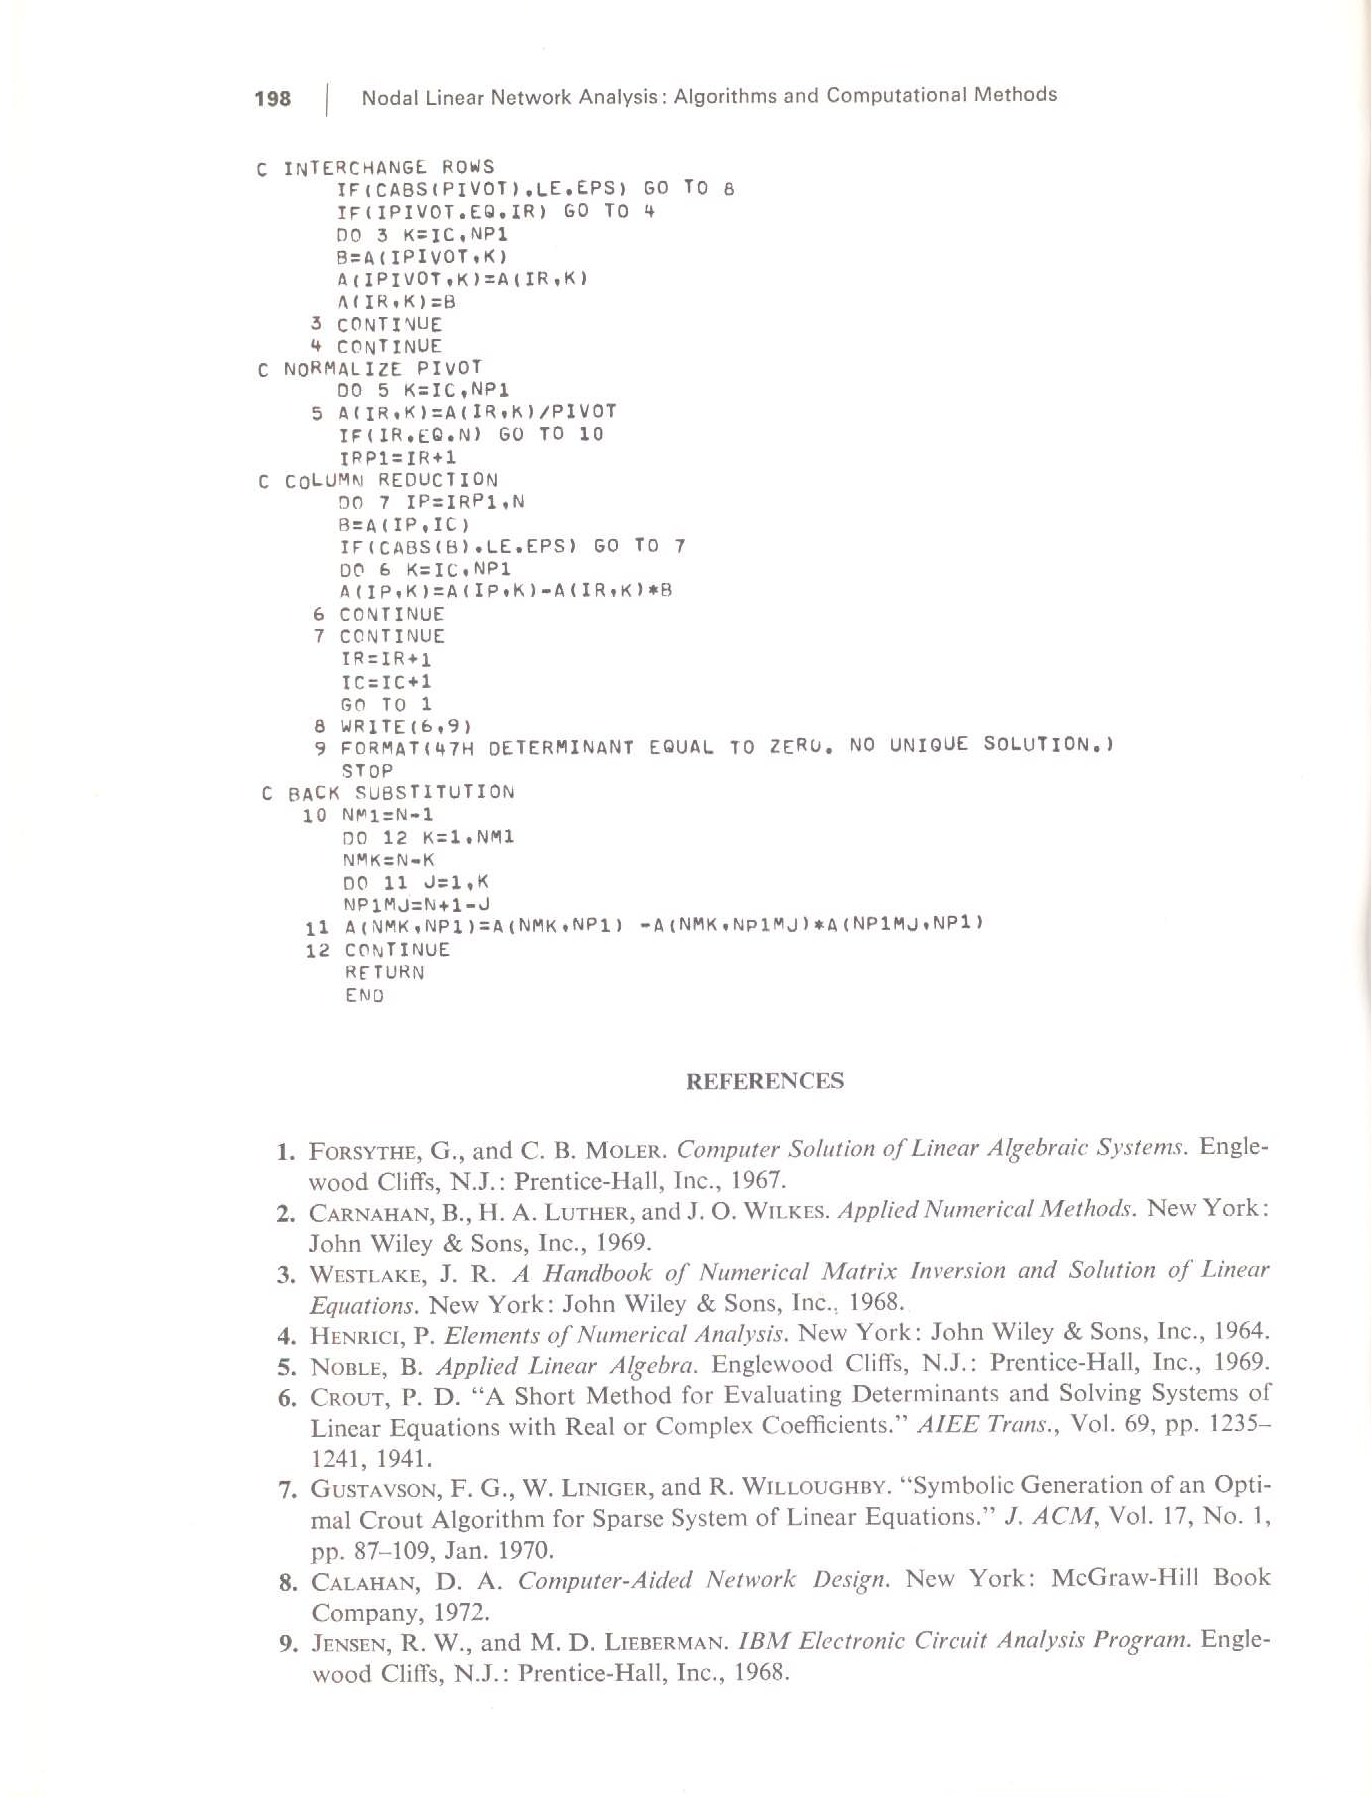 198 | Nodal Linear Network Analysis: Algorithms and Computational Methods
C INTERCHANGE ROWS
IF(CABS(PIVOT).LE.EPS) GO TO 8
IF(IPIVOT.EQ.IR) GO TO 4
DO 3 K=IC,NP1
B=A(IPIVOT,K)
A(IPIVOT,K)=A(IR,K)
A(IR,K)=B
3 CONTINUE
4 CONTINUE
C NORMALIZE PIVOT
DO 5 K=IC,NP1
5 A(IR,K)=A(IR,K)/PIVOT
IF(IR.EQ.N) GO TO 10
IRP1=IR+1
C COLUMN REDUCTION
DO 7 IP=IRP1,N
B=A(IP,IC)
IF(CABS(B).LE.EPS) GO TO 7
DO 6 K=IC,NP1
A(IP,K)=A(IP,K)-A(IR,K)*B
6 CONTINUE
7 CONTINUE
IR=IR+1
IC=IC+1
GO TO 1
8 WRITE(6,9)
9 FORMAT(47H DETERMINANT EQUAL TO ZERO. NO UNIQUE SOLUTION.)
STOP
C BACK SUBSTITUTION
10 NM1=N-1
DO 12 K=1,NM1
NMK=N-K
DO 11 J=1,K
NP1MJ=N+1-J
11 A(NMK,NP1)=A(NMK,NP1) -A(NMK,NP1MJ)*A(NP1MJ,NP1)
12 CONTINUE
RETURN
END
REFERENCES
1. FORSYTHE, G., and C. B. MOLER. Computer Solution of Linear Algebraic Systems. Engle-
wood Cliffs, N.J.: Prentice-Hall, Inc., 1967.
2. CARNAHAN, B., H. A. LUTHER, and J. O. WILKES. Applied Numerical Methods. New York:
John Wiley & Sons, Inc., 1969.
3. WESTLAKE, J. R. A Handbook of Numerical Matrix Inversion and Solution of Linear
Equations. New York: John Wiley & Sons, Inc., 1968.
4. HENRICI, P. Elements of Numerical Analysis. New York: John Wiley & Sons, Inc., 1964.
5. NOBLE, B. Applied Linear Algebra. Englewood Cliffs, N.J.: Prentice-Hall, Inc., 1969.
6. CROUT, P. D. “A Short Method for Evaluating Determinants and Solving Systems of
Linear Equations with Real or Complex Coefficients.” AIEE Trans., Vol. 69, pp. 1235–
1241, 1941.
7. GUSTAVSON, F. G., W. LINIGER, and R. WILLOUGHBY. “Symbolic Generation of an Opti-
mal Crout Algorithm for Sparse System of Linear Equations.” J. ACM, Vol. 17, No. 1,
pp. 87–109, Jan. 1970.
8. CALAHAN, D. A. Computer-Aided Network Design. New York: McGraw-Hill Book
Company, 1972.
9. JENSEN, R. W., and M. D. LIEBERMAN. IBM Electronic Circuit Analysis Program. Engle-
wood Cliffs, N.J.: Prentice-Hall, Inc., 1968.